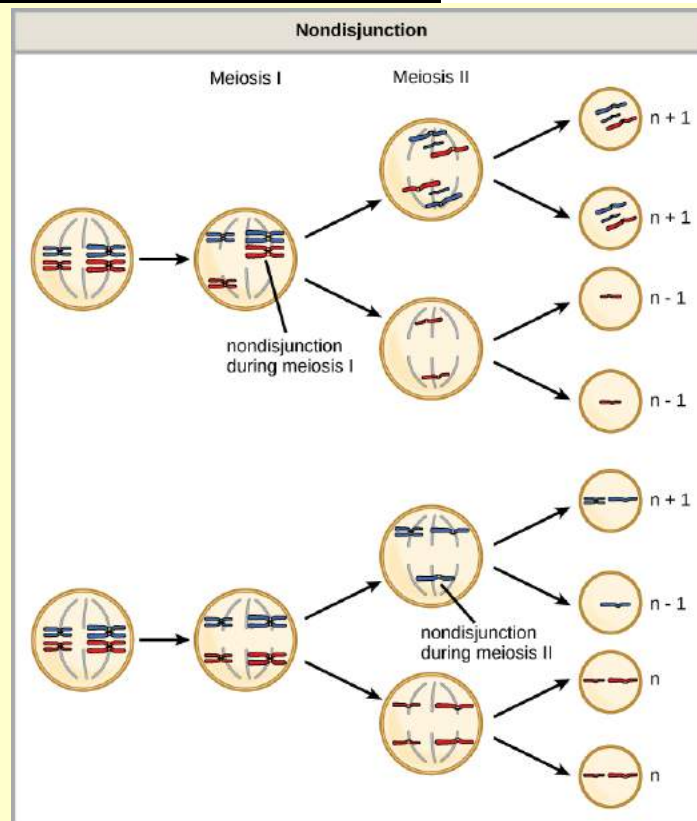 Nondisjunction
Meiosis I
Meiosis II
n + 1
n + 1
nondisjunction
during meiosis I
n - 1
n - 1
n + 1
n - 1
nondisjunction
during meiosis II
n
n